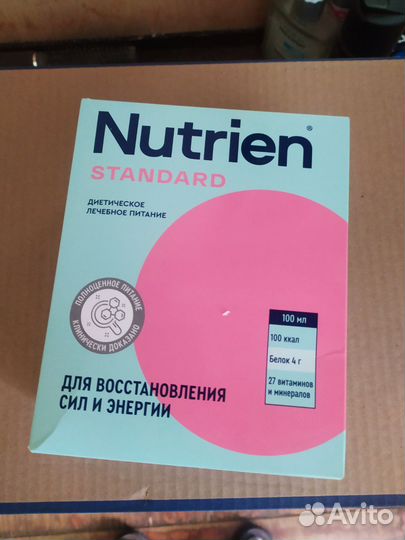 Nutrien®
STANDARD
ДИЕТИЧЕСКОЕ
ЛЕЧЕБНОЕ ПИТАНИЕ
ПОЛНОЦЕННОЕ ПИТАНИЕ
КЛИНИЧЕСКИ ДОКАЗАНО
100 мл
100 ккал
Белок 4 г
27 витаминов
и минералов
ДЛЯ ВОССТАНОВЛЕНИЯ
СИЛ И ЭНЕРГИИ
Avito